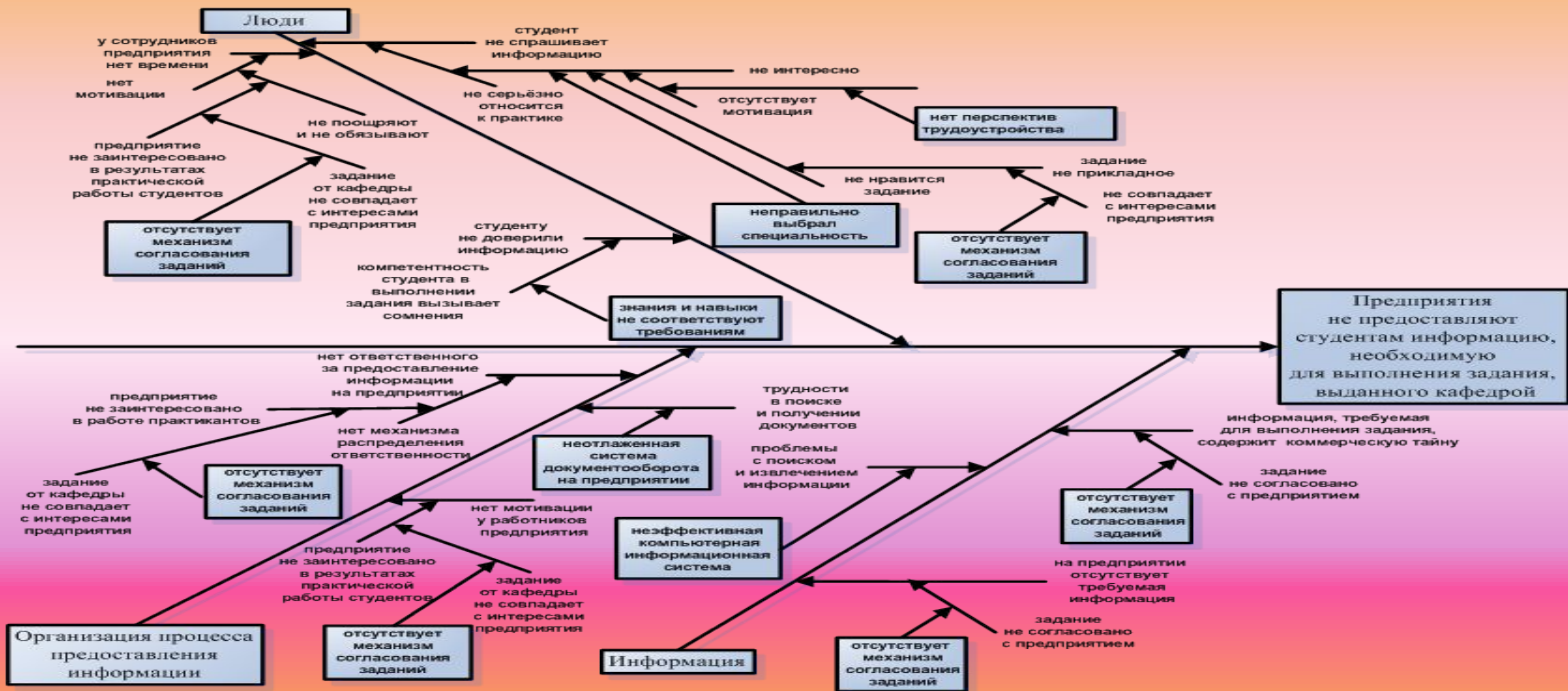 Люди
у сотрудников
предприятия
нет времени
нет
мотивации
не поощряют
и не обязывают
предприятие
не заинтересовано
в результатах
практической
работы студентов
задание
от кафедры
не совпадает
с интересами
предприятия
отсутствует
механизм
согласования
заданий
студент
не спрашивает
информацию
не серьёзно
относится
к практике
не интересно
отсутствует
мотивация
нет перспектив
трудоустройства
не нравится
задание
задание
не прикладное
не совпадает
с интересами
предприятия
неправильно
выбрал
специальность
отсутствует
механизм
согласования
заданий
студенту
не доверили
информацию
компетентность
студента в
выполнении
задания вызывает
сомнения
знания и навыки
не соответствуют
требованиям
Предприятия
не предоставляют
студентам информацию,
необходимую
для выполнения задания,
выданного кафедрой
нет ответственного
за предоставление
информации
на предприятии
предприятие
не заинтересовано
в работе практикантов
нет механизма
распределения
ответственности
задание
от кафедры
не совпадает
с интересами
предприятия
отсутствует
механизм
согласования
заданий
трудности
в поиске
и получении
документов
неотлаженная
система
документооборота
на предприятии
нет мотивации
у работников
предприятия
предприятие
не заинтересовано
в результатах
практической
работы студентов
задание
от кафедры
не совпадает
с интересами
предприятия
отсутствует
механизм
согласования
заданий
Организация процесса
предоставления
информации
проблемы
с поиском
и извлечением
информации
неэффективная
компьютерная
информационная
система
информация, требуемая
для выполнения задания,
содержит коммерческую тайну
задание
не согласовано
с предприятием
отсутствует
механизм
согласования
заданий
на предприятии
отсутствует
требуемая
информация
задание
не согласовано
с предприятием
отсутствует
механизм
согласования
заданий
Информация